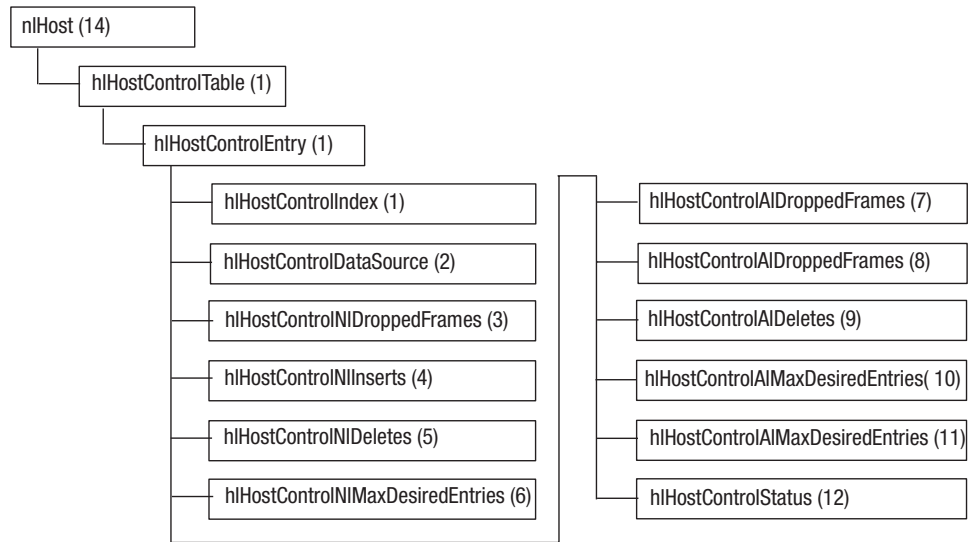 nlHost (14)
hlHostControlTable (1)
hlHostControlEntry (1)
hlHostControlIndex (1)
hlHostControlDataSource (2)
hlHostControlNlDroppedFrames (3)
hlHostControlNlInserts (4)
hlHostControlNlDeletes (5)
hlHostControlNlMaxDesiredEntries (6)
hlHostControlAlDroppedFrames (7)
hlHostControlAlDroppedFrames (8)
hlHostControlAlDeletes (9)
hlHostControlAlMaxDesiredEntries( 10)
hlHostControlAlMaxDesiredEntries (11)
hlHostControlStatus (12)